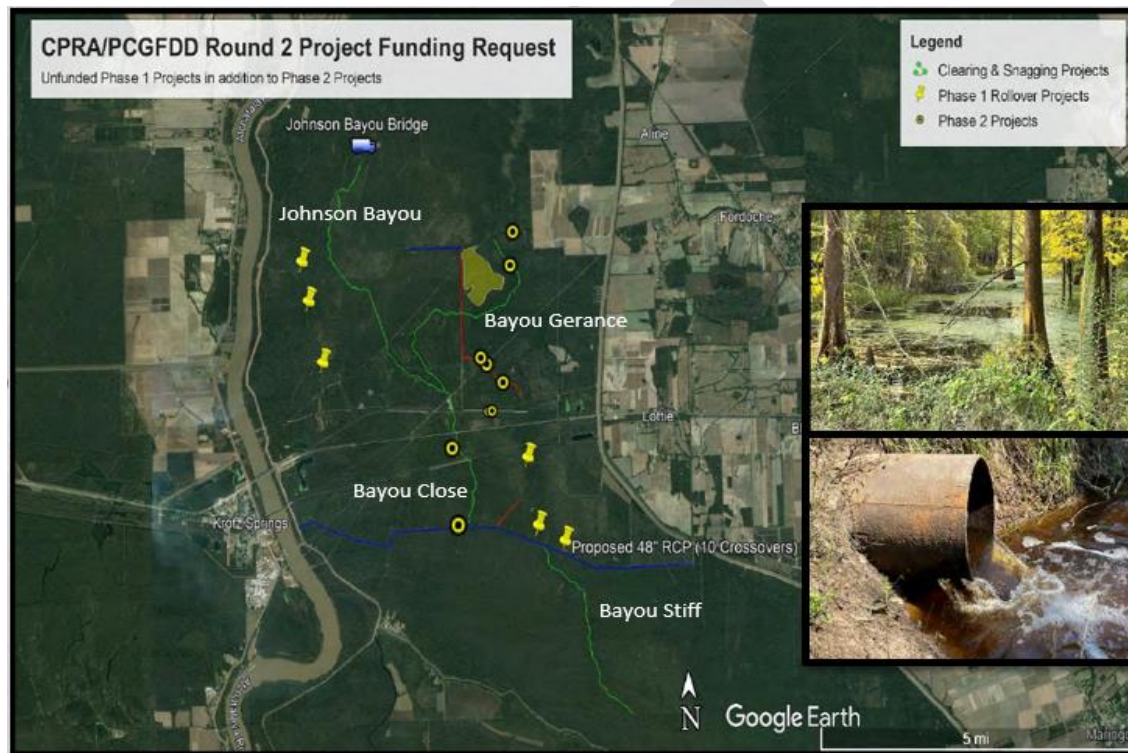 CPRA/PCGFDD Round 2 Project Funding Request
Unfunded Phase 1 Projects in addition to Phase 2 Projects
Legend
Clearing & Snagging Projects
Phase 1 Rollover Projects
Phase 2 Projects
Johnson Bayou Bridge
Aline
Johnson Bayou
Fordoche
Bayou Gerance
Lottie
Bayou Close
Krotz Springs
Proposed 48" RCP (10 Crossovers)
Bayou Stiff
N
Google Earth
5 mi